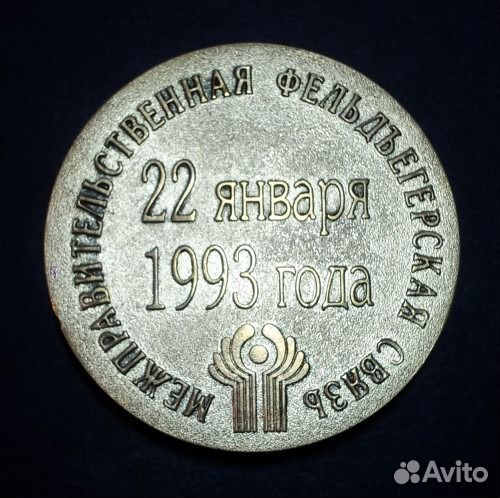 МЕЖПРАВИТЕЛЬСТВЕННАЯ ФЕЛЬДЪЕГЕРСКАЯ СВЯЗЬ
22 января
1993 года
Avito